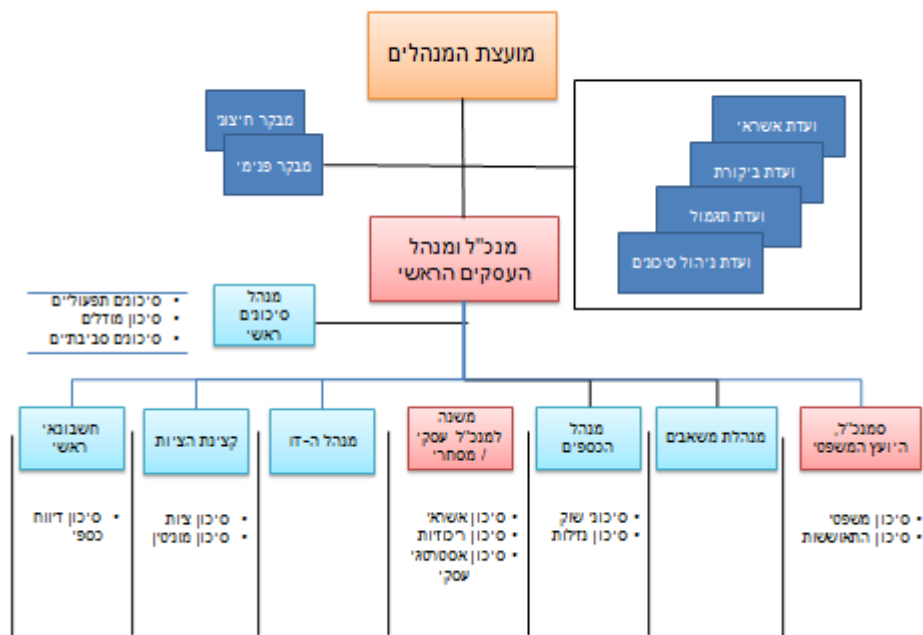 מועצת המנהלים
מבקר חיצוני
מבקר פנימי
ועדת אשראי
ועדת ביקורת
ועדת תגמול
ועדת ניהול סיכונים
מנכ"ל ומנהל
העסקים הראשי
מנהל
סיכונים
ראשי
• סיכונים תפעוליים
• סיכון מודלים
• סיכונים סביבתיים
סמנכ"ל,
היועץ המשפטי
מנהלת משאבים
מנהל
הכספים
משנה
למנכ"ל עסקי
/ מסחרי
מנהל ה-דו
קצינת הציות
חשבונאי
ראשי
• סיכון משפטי
• סיכון התאוששות
• סיכוני שוק
• סיכון נזילות
• סיכון אשראי
• סיכון ריכוזיות
• סיכון אסטרטגי
עסקי
• סיכון ציות
• סיכון מוניטין
• סיכון דיווח
כספי